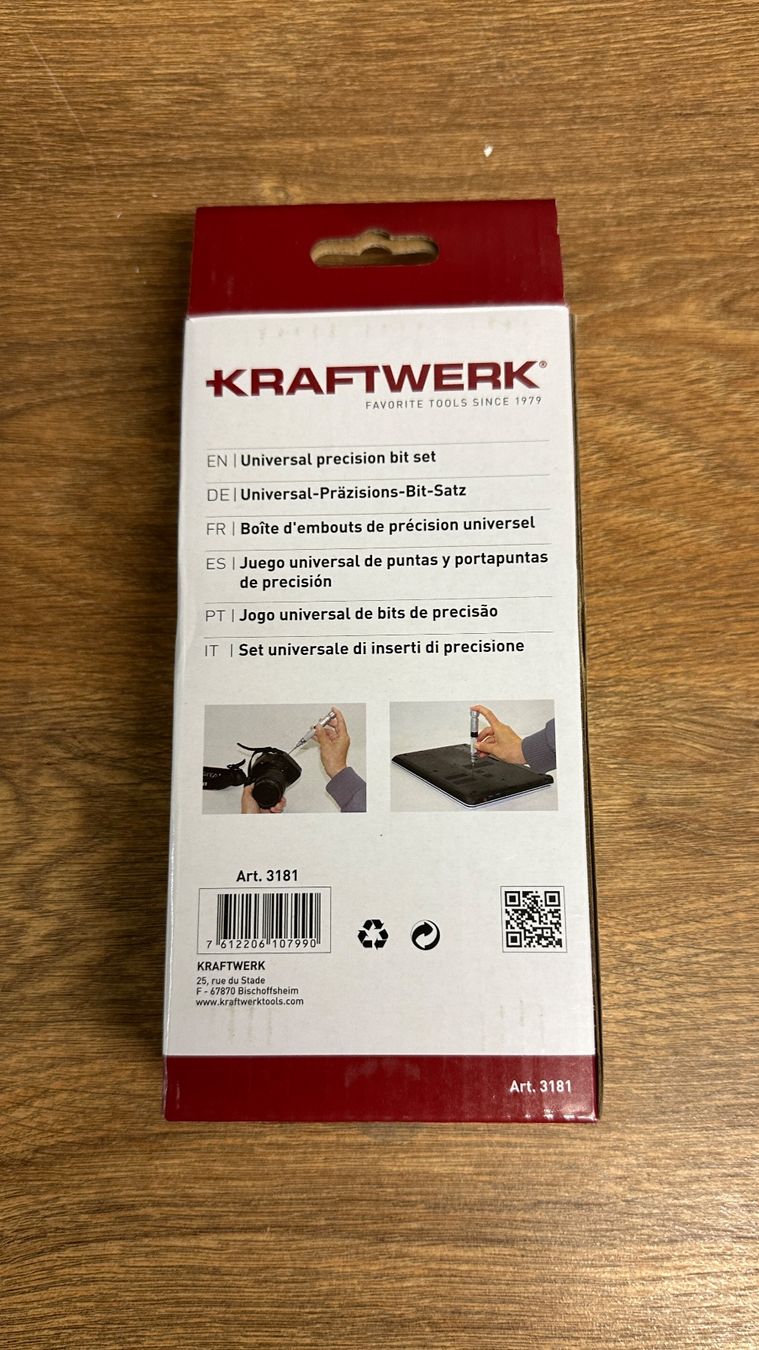 KRAFTWERK®
FAVORITE TOOLS SINCE 1979
EN | Universal precision bit set
DE | Universal-Präzisions-Bit-Satz
FR | Boîte d'embouts de précision universel
ES | Juego universal de puntas y portapuntas
de precisión
PT | Jogo universal de bits de precisão
IT | Set universale di inserti di precisione
Art. 3181
7 612206 107990
KRAFTWERK
25, rue du Stade
F - 67870 Bischoffsheim
www.kraftwerktools.com
Art. 3181